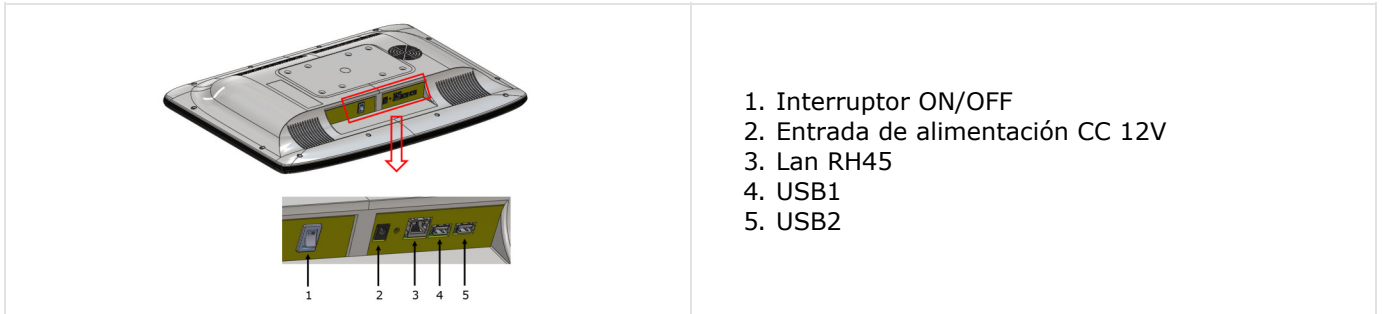 1 2 3 4 5
1. Interruptor ON/OFF
2. Entrada de alimentación CC 12V
3. Lan RH45
4. USB1
5. USB2